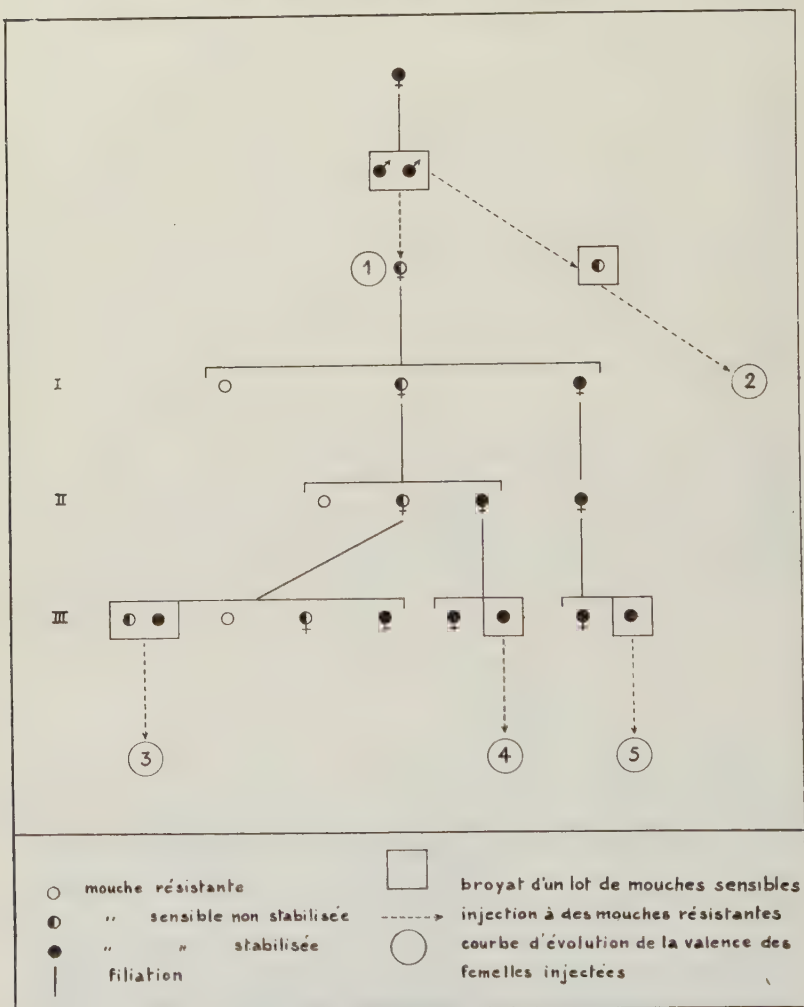 1
2
I
II
III
3
4
5
mouche résistante
" sensible non stabilisée
" " stabilisée
filiation
broyat d'un lot de mouches sensibles
injection à des mouches résistantes
courbe d'évolution de la valence des
femelles injectées